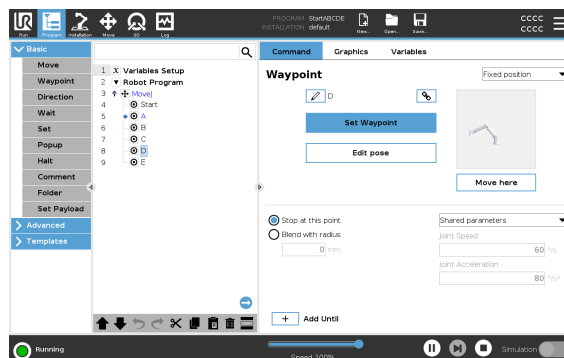 PROGRAM StartABCDE
INSTALLATION default
Run Program Installation Move I/O Log New... Open... Save...
CCCC
CCCC
Basic
Move
Waypoint
Direction
Wait
Set
Popup
Halt
Comment
Folder
Set Payload
Advanced
Templates
1 X Variables Setup
2 Robot Program
3 MoveJ
4 Start
5 A
6 B
7 C
8 D
9 E
Command Graphics Variables
Waypoint
Fixed position
D
Set Waypoint
Edit pose
Move here
Stop at this point
Blend with radius
0 mm
Shared parameters
Joint Speed
60 °/s
Joint Acceleration
80 °/s²
+ Add Until
Running
Speed 100%
Simulation